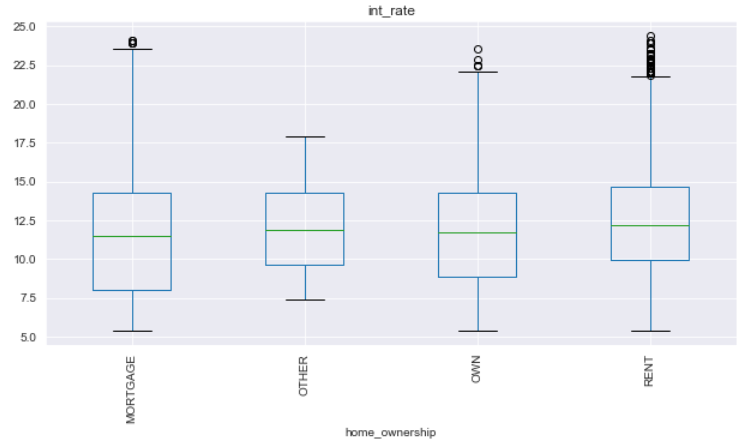 int_rate
25.0
22.5
20.0
17.5
15.0
12.5
10.0
7.5
5.0
MORTGAGE
OTHER
OWN
RENT
home_ownership